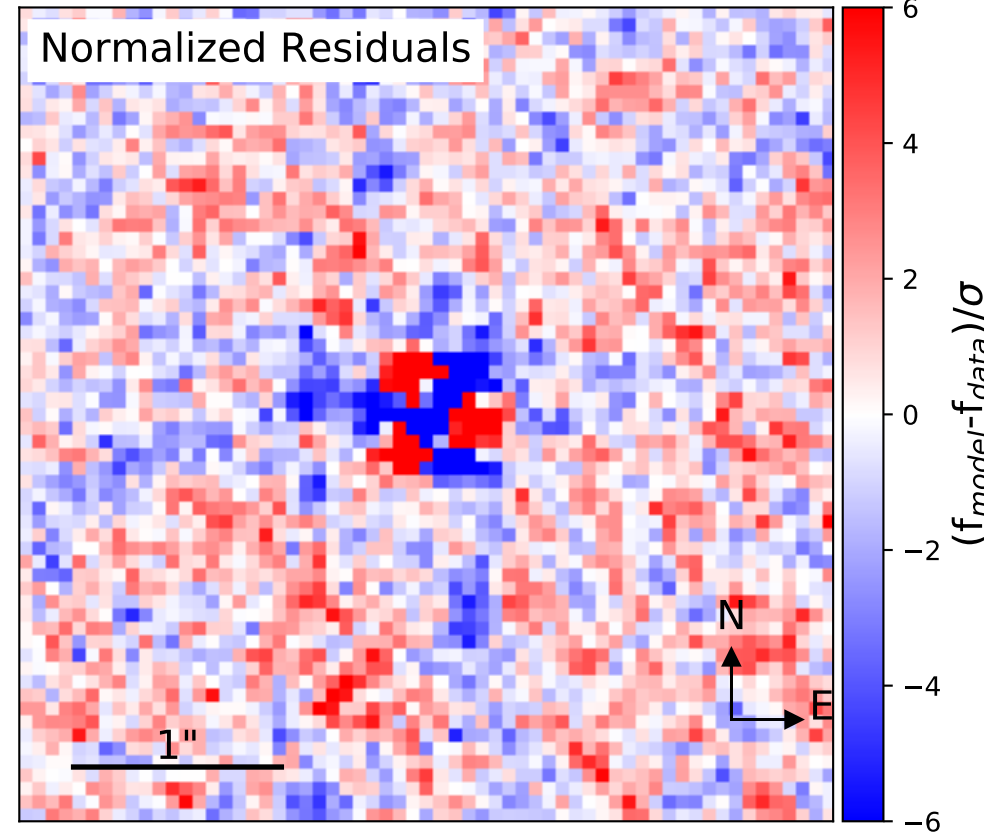 Normalized Residuals
6
4
2
0
−2
−4
−6
(f_model-f_data)/σ
N
E
1"